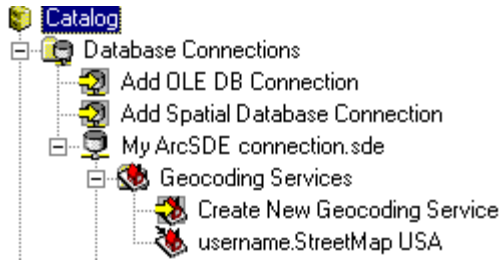 Catalog
Database Connections
Add OLE DB Connection
Add Spatial Database Connection
My ArcSDE connection.sde
Geocoding Services
Create New Geocoding Service
username.StreetMap USA